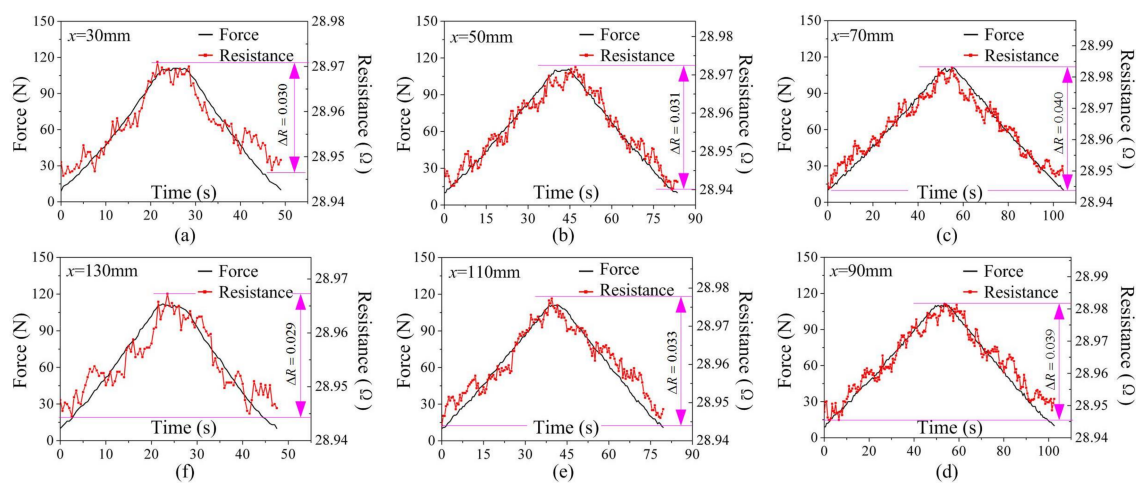 x=30mm
Force
Resistance
Force (N)
150
120
90
60
30
0
ΔR = 0.030
28.98
28.97
28.96
28.95
28.94
Resistance ( Ω )
Time (s)
0 10 20 30 40 50
(a)
x=50mm
Force
Resistance
Force (N)
150
120
90
60
30
0
ΔR = 0.031
28.98
28.97
28.96
28.95
28.94
Resistance ( Ω )
Time (s)
0 15 30 45 60 75 90
(b)
x=70mm
Force
Resistance
Force (N)
150
120
90
60
30
0
ΔR = 0.040
28.99
28.98
28.97
28.96
28.95
28.94
Resistance ( Ω )
Time (s)
0 20 40 60 80 100
(c)
x=130mm
Force
Resistance
Force (N)
150
120
90
60
30
0
ΔR = 0.029
28.97
28.96
28.95
28.94
Resistance ( Ω )
Time (s)
0 10 20 30 40 50
(f)
x=110mm
Force
Resistance
Force (N)
150
120
90
60
30
0
ΔR = 0.033
28.98
28.97
28.96
28.95
28.94
Resistance ( Ω )
Time (s)
0 15 30 45 60 75 90
(e)
x=90mm
Force
Resistance
Force (N)
150
120
90
60
30
0
ΔR = 0.039
28.99
28.98
28.97
28.96
28.95
28.94
Resistance ( Ω )
Time (s)
0 20 40 60 80 100
(d)